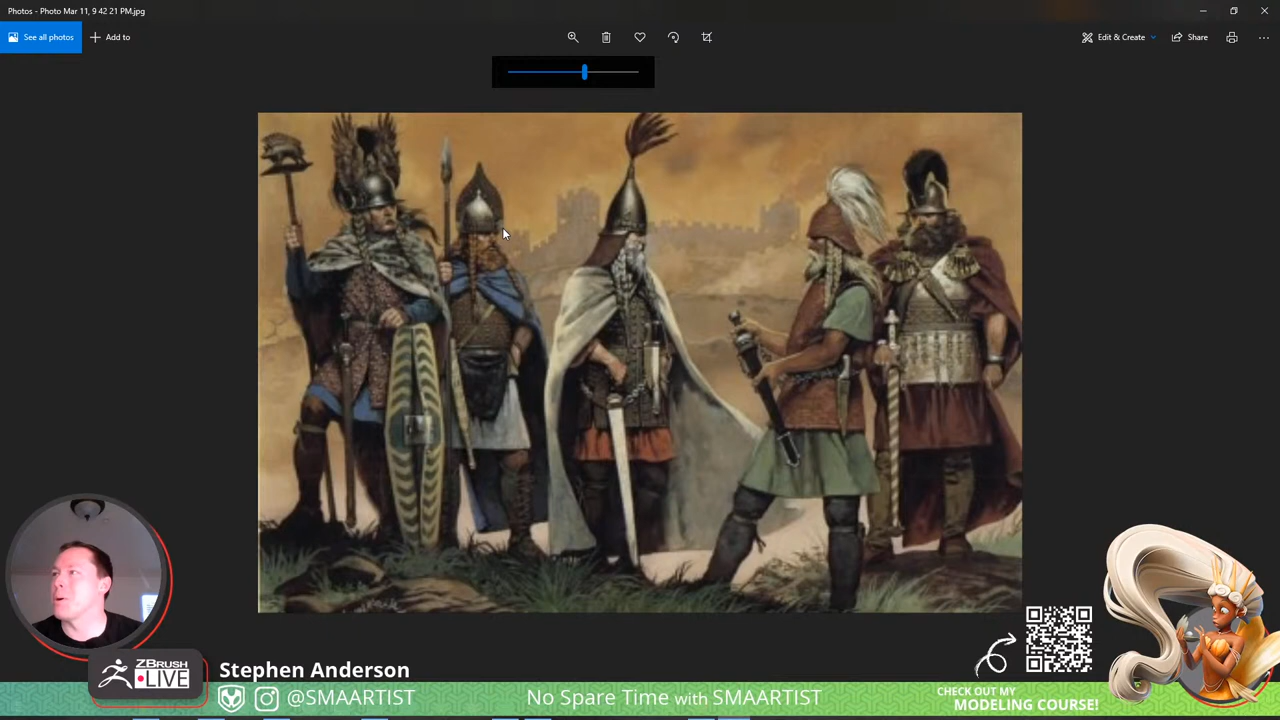 Photos - Photo Mar 11, 9 42 21 PM.jpg
See all photos
Add to
Edit & Create
Share
ZBRUSH
LIVE
Stephen Anderson
@SMAARTIST
No Spare Time with SMAARTIST
CHECK OUT MY
MODELING COURSE!